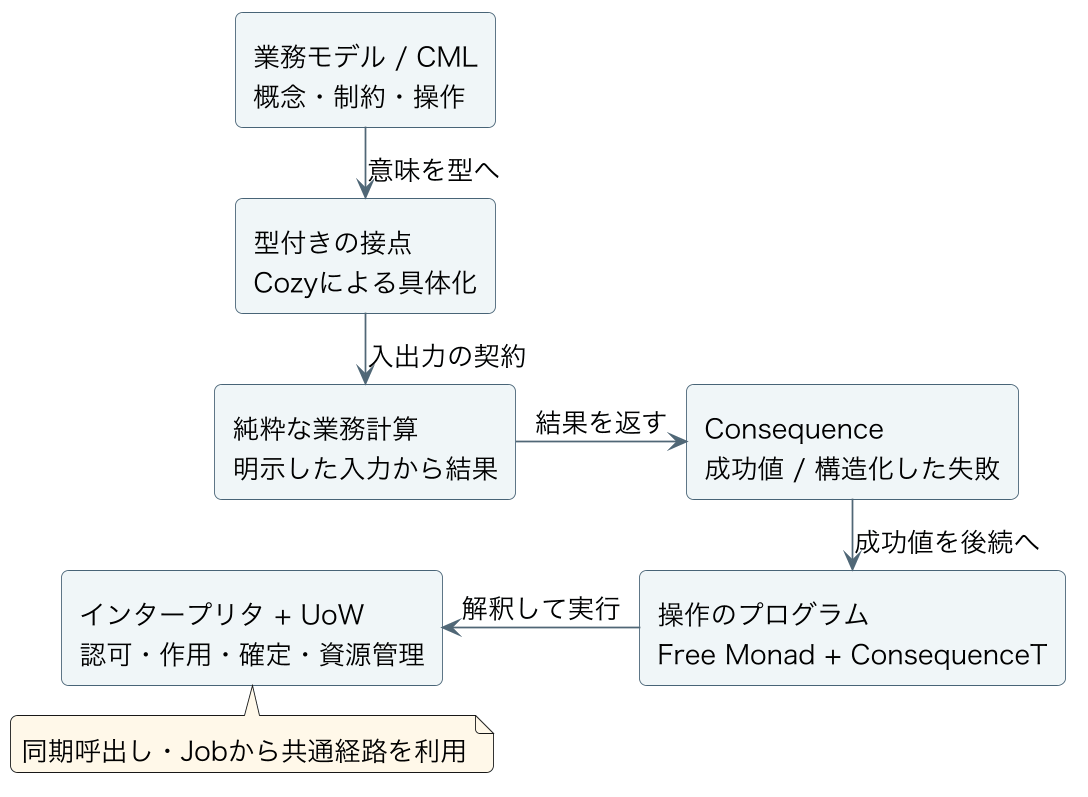 業務モデル / CML
概念・制約・操作
意味を型へ
型付きの接点
Cozyによる具体化
入出力の契約
純粋な業務計算
明示した入力から結果
結果を返す
Consequence
成功値 / 構造化した失敗
成功値を後続へ
操作のプログラム
Free Monad + ConsequenceT
解釈して実行
インタープリタ + UoW
認可・作用・確定・資源管理
同期呼出し・Jobから共通経路を利用